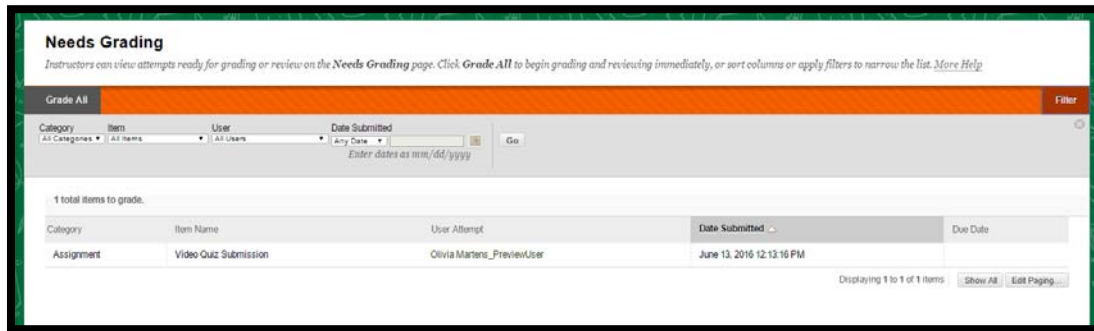 Needs Grading
Instructors can view attempts ready for grading or review on the Needs Grading page. Click Grade All to begin grading and reviewing immediately, or sort columns or apply filters to narrow the list. More Help
Grade All Filter
Category Item User Date Submitted
All Categories All Items All Users Any Date Go
Enter dates as mm/dd/yyyy
1 total items to grade.
Category Item Name User Attempt Date Submitted Due Date
Assignment Video Quiz Submission Olivia Martens_PreviewUser June 13, 2016 12:13:16 PM
Displaying 1 to 1 of 1 items Show All Edit Paging...